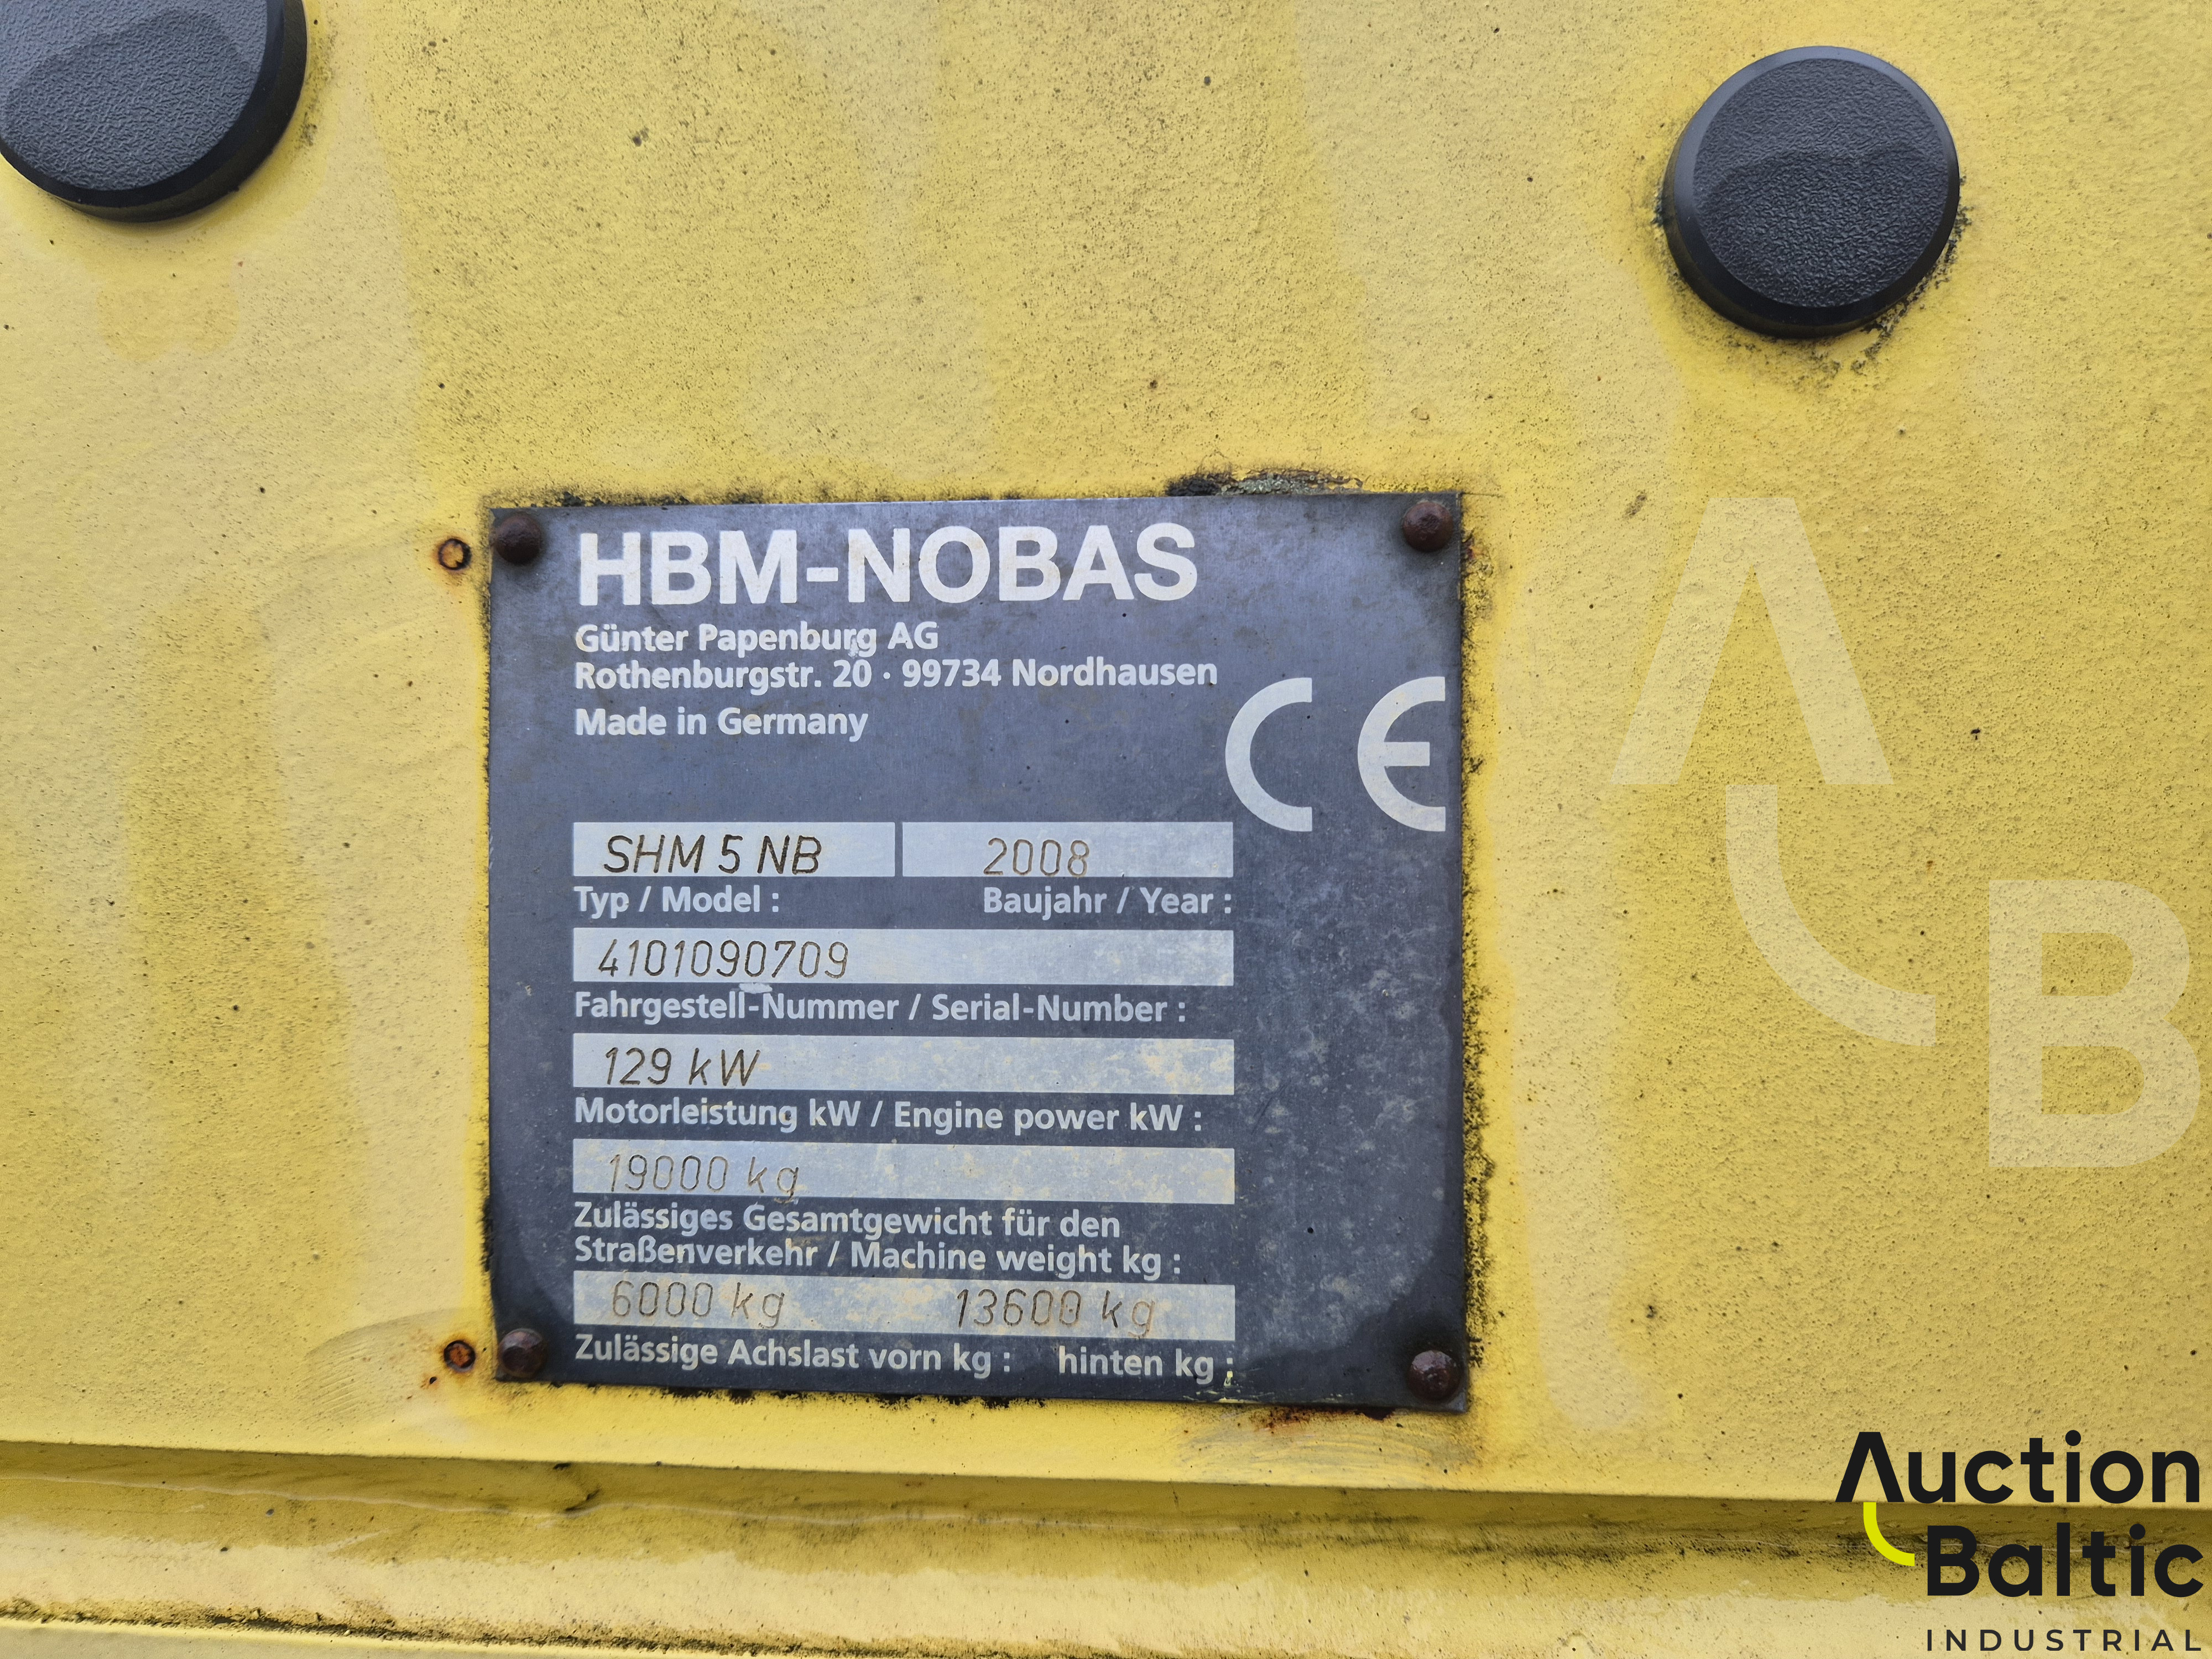 HBM-NOBAS
Günter Papenburg AG
Rothenburgstr. 20 · 99734 Nordhausen
Made in Germany
CE
SHM 5 NB 2008
Typ / Model : Baujahr / Year :
4101090709
Fahrgestell-Nummer / Serial-Number :
129 kW
Motorleistung kW / Engine power kW :
19000 kg
Zulässiges Gesamtgewicht für den
Straßenverkehr / Machine weight kg :
6000 kg 13600 kg
Zulässige Achslast vorn kg : hinten kg :
AB
Auction
Baltic
INDUSTRIAL